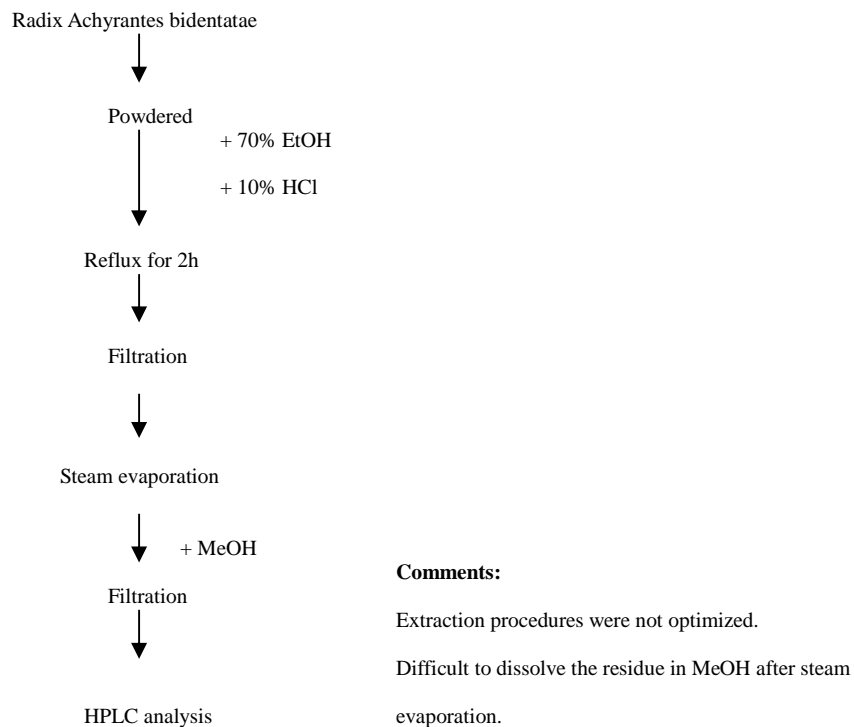 Radix Achyrantes bidentatae
Powdered
+ 70% EtOH
+ 10% HCl
Reflux for 2h
Filtration
Steam evaporation
+ MeOH
Filtration
HPLC analysis
Comments:
Extraction procedures were not optimized.
Difficult to dissolve the residue in MeOH after steam
evaporation.